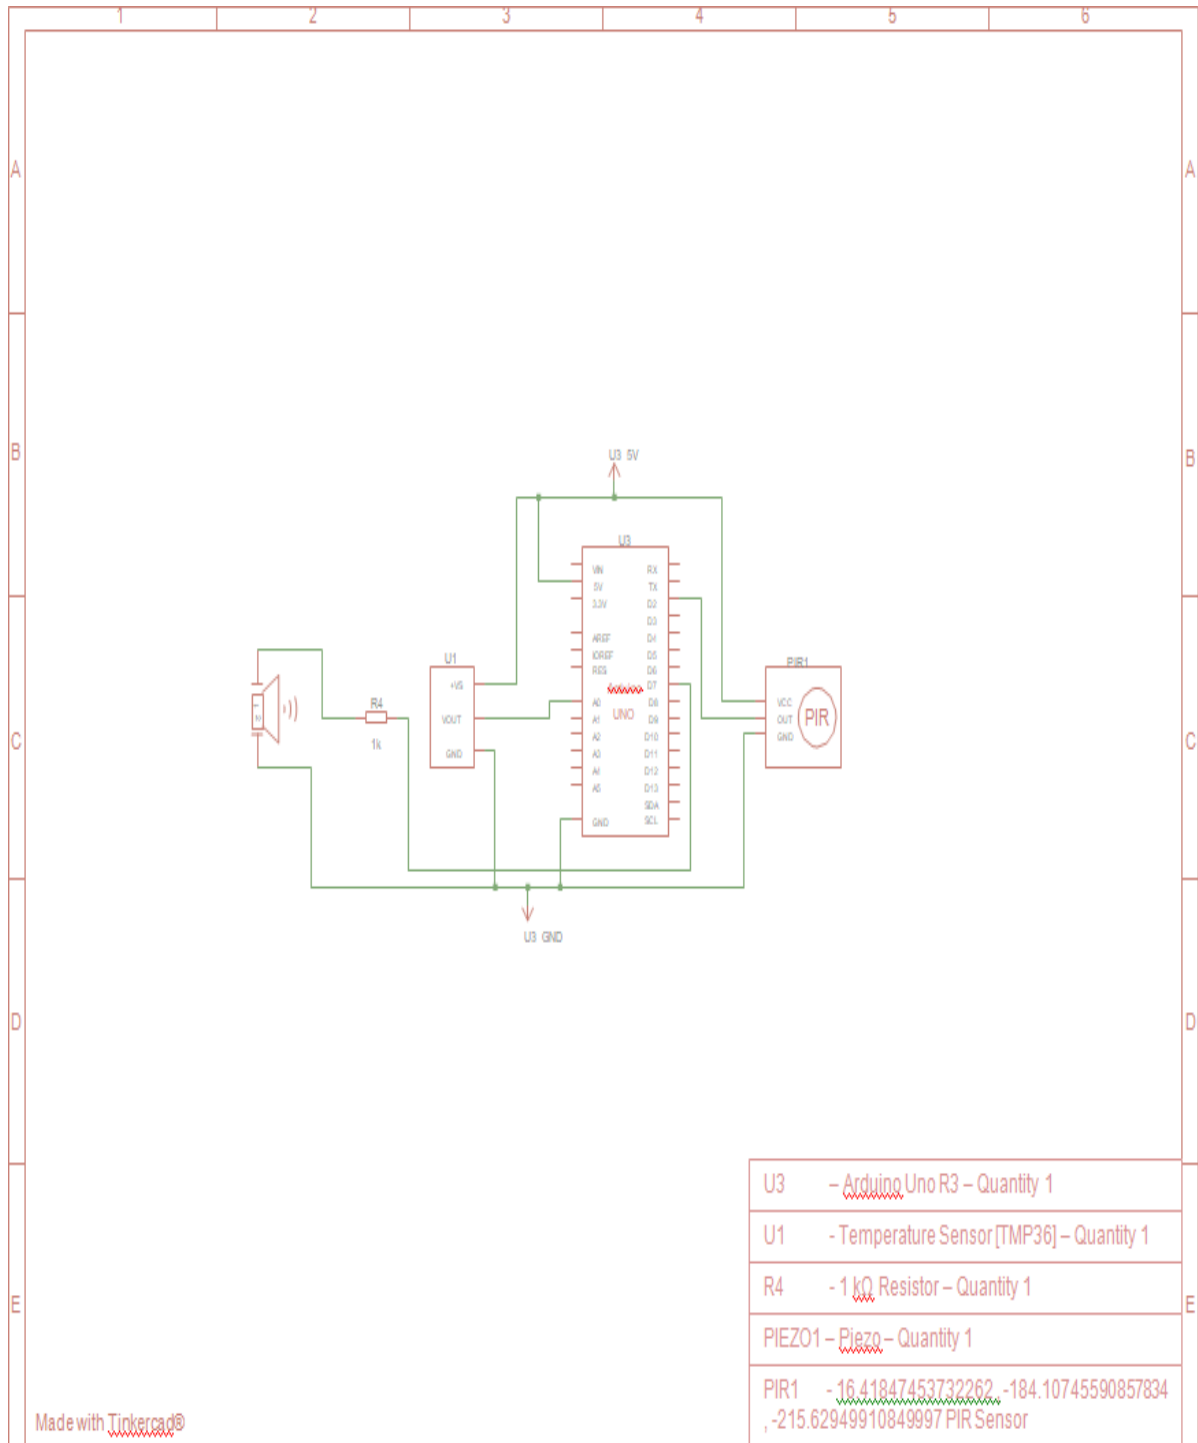 1 2 3 4 5 6
A A
B B
C C
D D
E E
U3 5V
U3
VIN RX
5V TX
3.3V D2
D3
AREF D4
IOREF D5
RES D6
Arduino D7
A0 D8
UNO
A1 D9
A2 D10
A3 D11
A4 D12
A5 D13
SDA
GND SCL
U1
+VS
VOUT
GND
R4
1k
1
2
PIR1
VCC
OUT
GND
PIR
U3 GND
U3 – Arduino Uno R3 – Quantity 1
U1 - Temperature Sensor [TMP36] – Quantity 1
R4 - 1 kΩ Resistor – Quantity 1
PIEZO1 – Piezo – Quantity 1
PIR1 - 16.41847453732262 , -184.10745590857834
, -215.62949910849997 PIR Sensor
Made with Tinkercad®